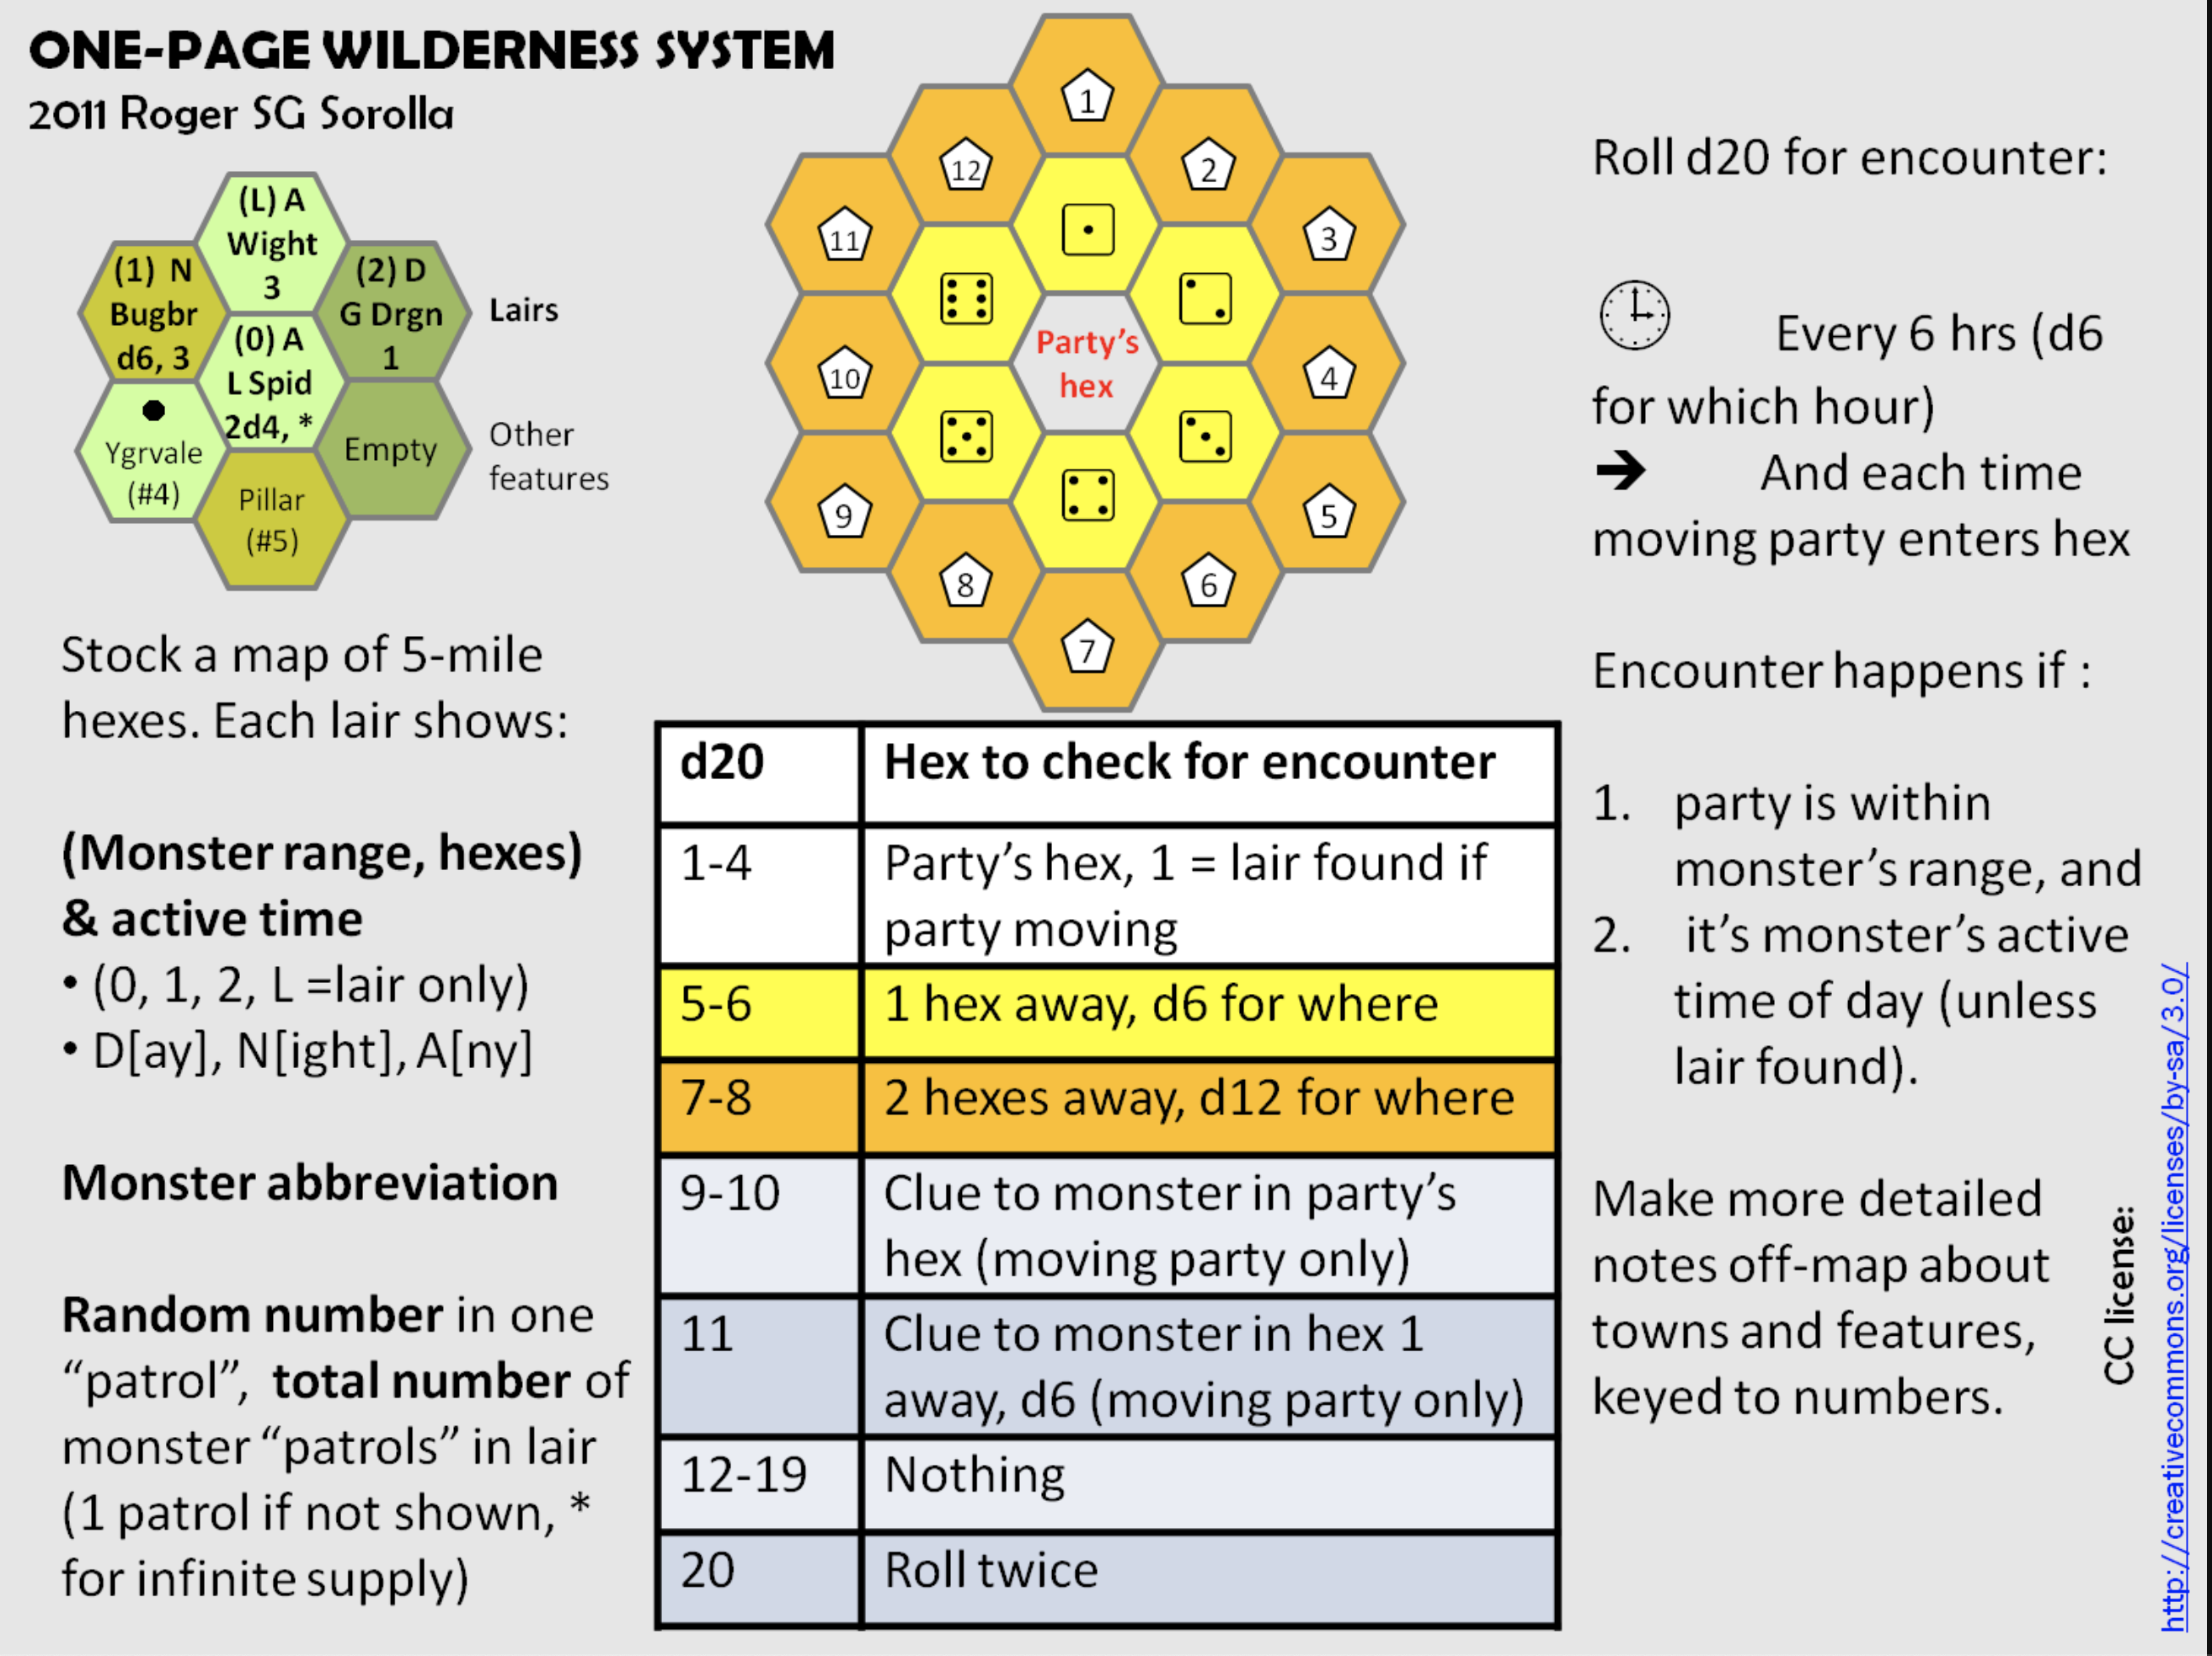 ONE-PAGE WILDERNESS SYSTEM
2011 Roger SG Sorolla
(L) A
Wight
3
(1) N
Bugbr
d6, 3
(2) D
G Drgn
1
Lairs
(0) A
L Spid
2d4, *
Ygrvale
(#4)
Empty
Other
features
Pillar
(#5)
Stock a map of 5-mile
hexes. Each lair shows:
(Monster range, hexes)
& active time
• (0, 1, 2, L =lair only)
• D[ay], N[ight], A[ny]
Monster abbreviation
Random number in one
“patrol”, total number of
monster “patrols” in lair
(1 patrol if not shown, *
for infinite supply)
1
12
2
11
3
Party’s
hex
10
4
9
5
8
6
7
d20 Hex to check for encounter
1-4 Party’s hex, 1 = lair found if
party moving
5-6 1 hex away, d6 for where
7-8 2 hexes away, d12 for where
9-10 Clue to monster in party’s
hex (moving party only)
11 Clue to monster in hex 1
away, d6 (moving party only)
12-19 Nothing
20 Roll twice
Roll d20 for encounter:
Every 6 hrs (d6
for which hour)
➔ And each time
moving party enters hex
Encounter happens if :
1. party is within
monster’s range, and
2. it’s monster’s active
time of day (unless
lair found).
Make more detailed
notes off-map about
towns and features,
keyed to numbers.
CC license:
http://creativecommons.org/licenses/by-sa/3.0/